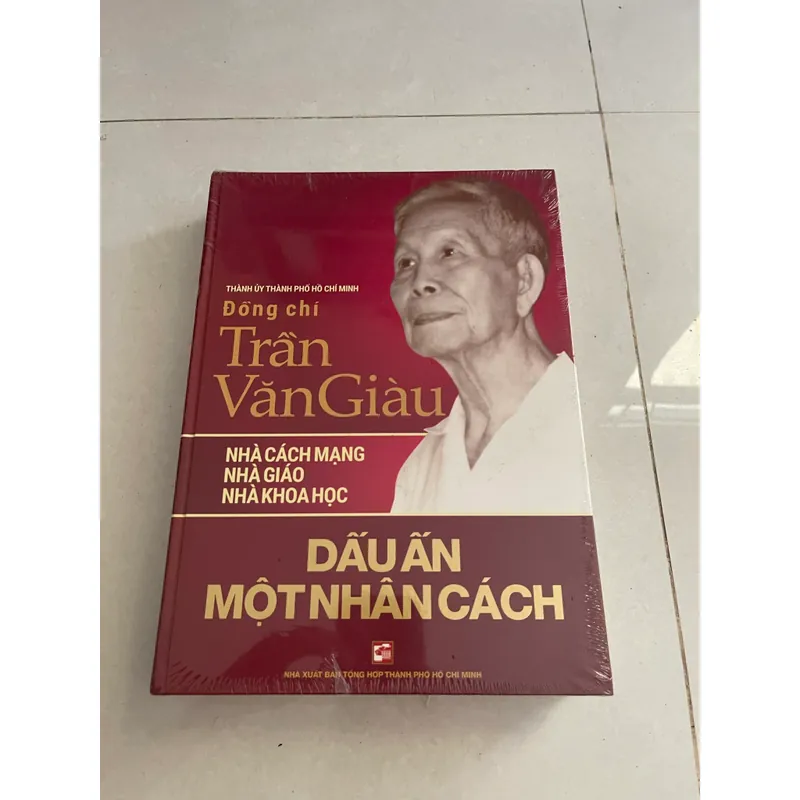 THÀNH ỦY THÀNH PHỐ HỒ CHÍ MINH
Đồng chí
Trần
Văn Giàu
NHÀ CÁCH MẠNG
NHÀ GIÁO
NHÀ KHOA HỌC
DẤU ẤN
MỘT NHÂN CÁCH
NHÀ XUẤT BẢN TỔNG HỢP THÀNH PHỐ HỒ CHÍ MINH